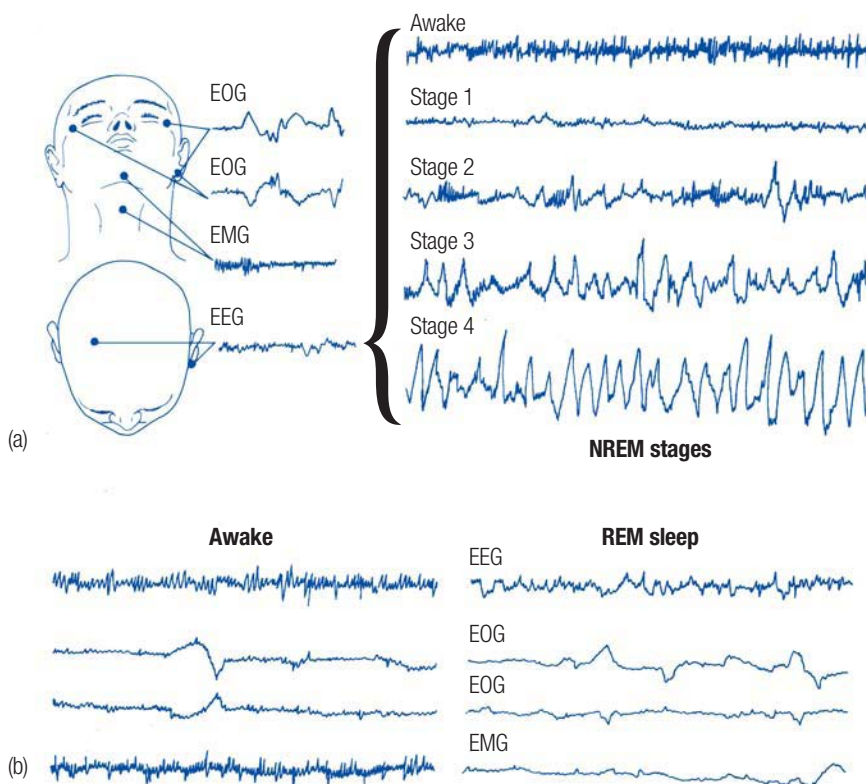 EOG
EOG
EMG
EEG
Awake
Stage 1
Stage 2
Stage 3
Stage 4
NREM stages
(a)
Awake
REM sleep
EEG
EOG
EOG
EMG
(b)